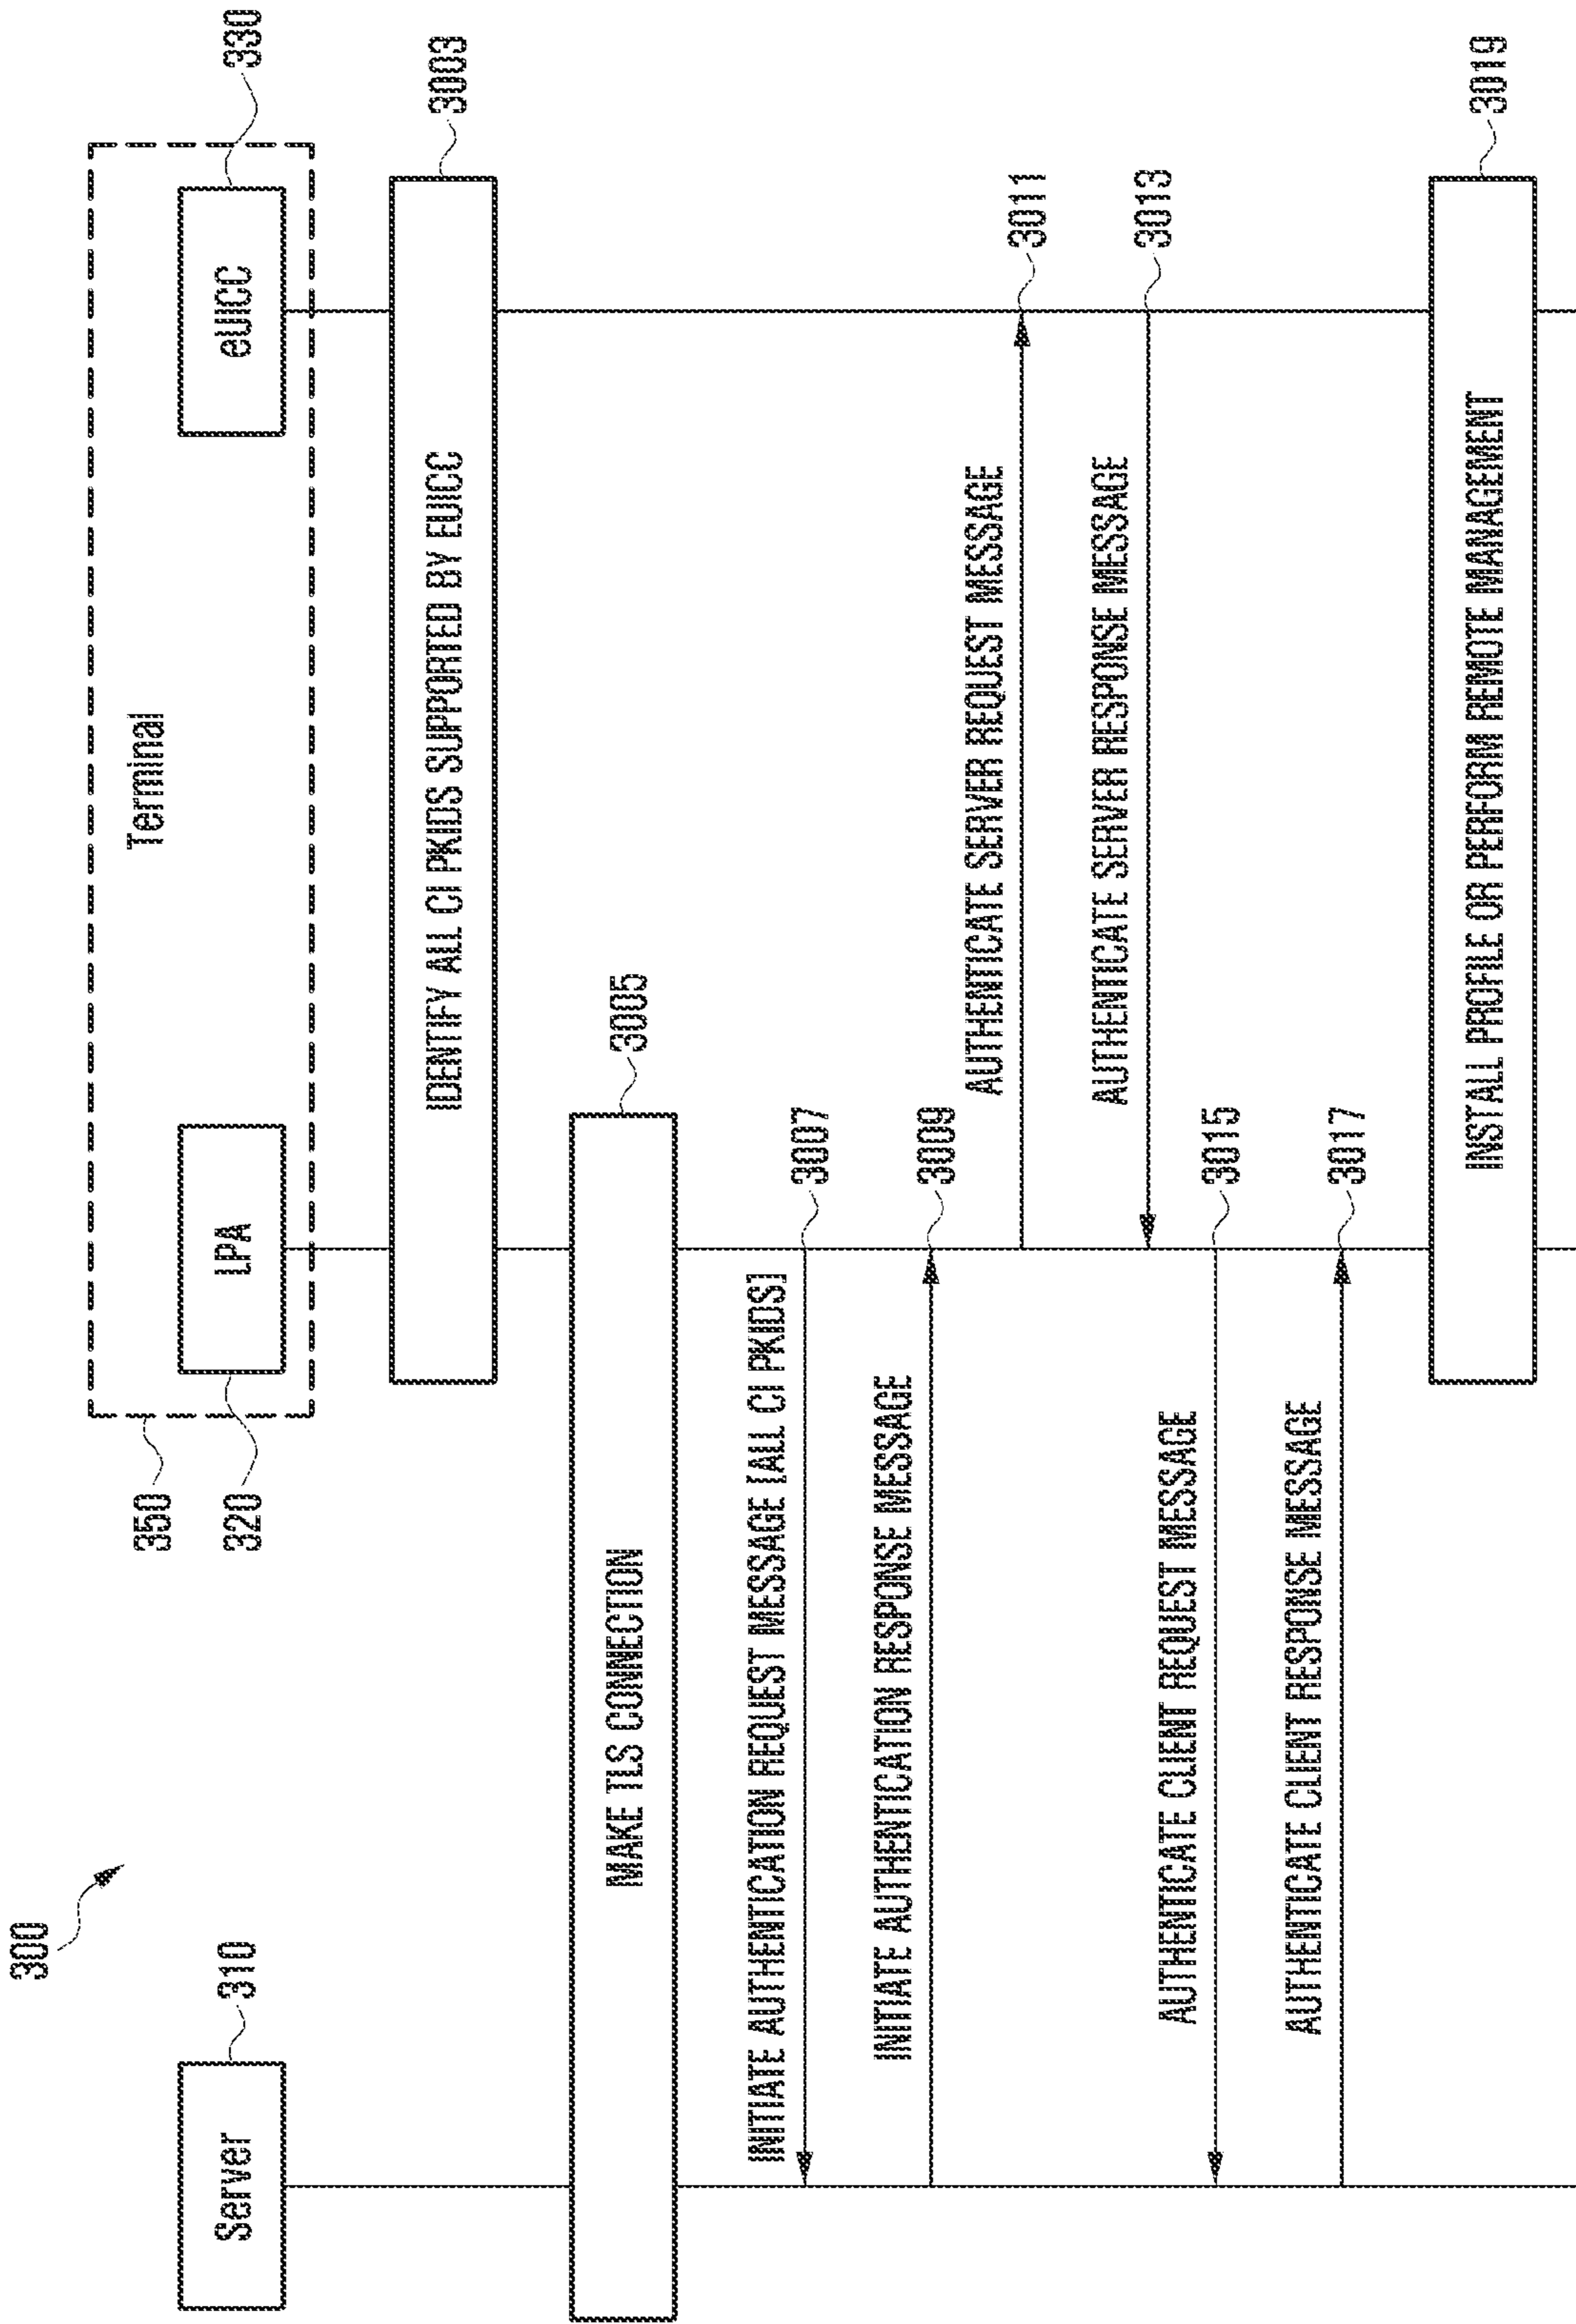 300
350
320
310
330
Terminal
Server
LPA
eUICC
IDENTIFY ALL CI PKIDS SUPPORTED BY EUICC
3003
MAKE TLS CONNECTION
3005
INITIATE AUTHENTICATION REQUEST MESSAGE [ALL CI PKIDS]
3007
INITIATE AUTHENTICATION RESPONSE MESSAGE
3009
AUTHENTICATE SERVER REQUEST MESSAGE
3011
AUTHENTICATE SERVER RESPONSE MESSAGE
3013
AUTHENTICATE CLIENT REQUEST MESSAGE
3015
AUTHENTICATE CLIENT RESPONSE MESSAGE
3017
INSTALL PROFILE OR PERFORM REMOTE MANAGEMENT
3019